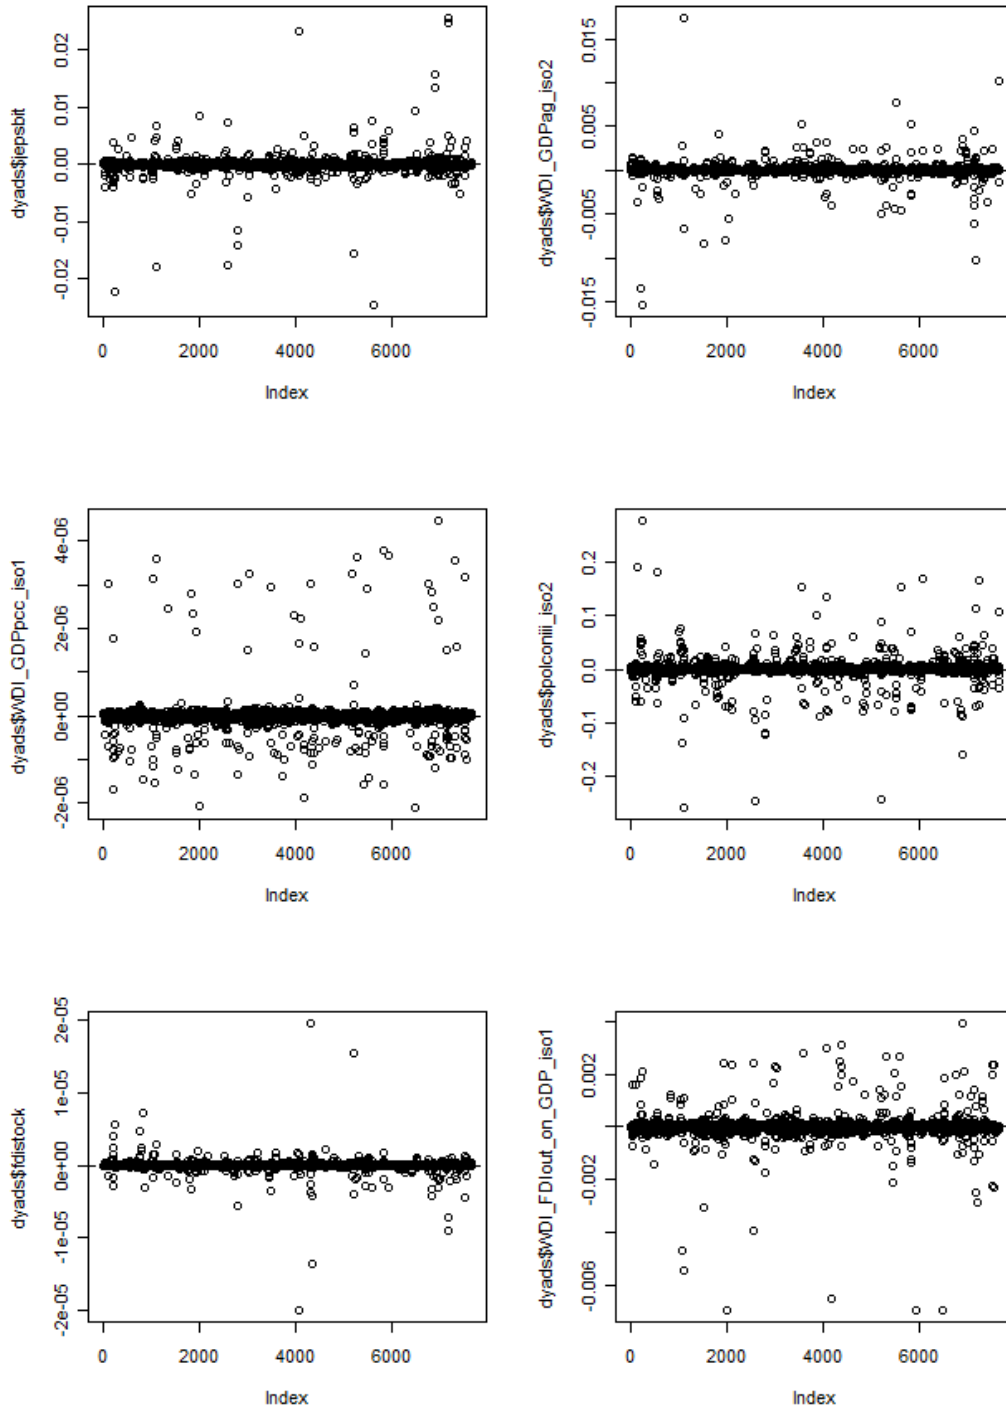 dyads$jepsbit
0.02
0.01
0.00
-0.01
-0.02
0 2000 4000 6000
Index
dyads$WDI_GDPag_iso2
0.015
0.005
-0.005
-0.015
0 2000 4000 6000
Index
dyads$WDI_GDPpcc_iso1
4e-06
2e-06
0e+00
-2e-06
0 2000 4000 6000
Index
dyads$polconiii_iso2
0.2
0.1
0.0
-0.1
-0.2
0 2000 4000 6000
Index
dyads$fdistock
2e-05
1e-05
0e+00
-1e-05
-2e-05
0 2000 4000 6000
Index
dyads$WDI_FDIout_on_GDP_iso1
0.002
-0.002
-0.006
0 2000 4000 6000
Index